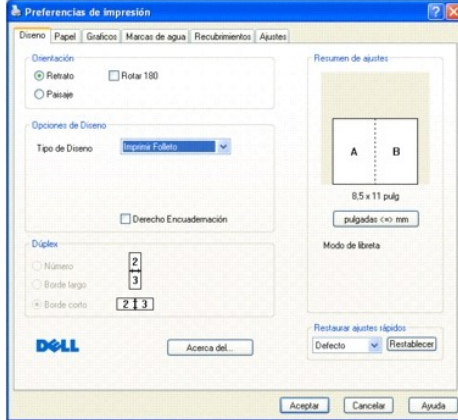 Preferencias de impresión
Diseno Papel Graficos Marcas de agua Recubrimientos Ajustes
Orientación
Retrato
Rotar 180
Paisaje
Opciones de Diseno
Tipo de Diseno
Imprimir Folleto
Derecho Encuadernación
Dúplex
Número
Borde largo
Borde corto
2
3
2 3
DELL
Acerca del...
Resumen de ajustes
A B
8,5 x 11 pulg
pulgadas <=> mm
Modo de libreta
Restaurar ajustes rápidos
Defecto
Restablecer
Aceptar Cancelar Ayuda